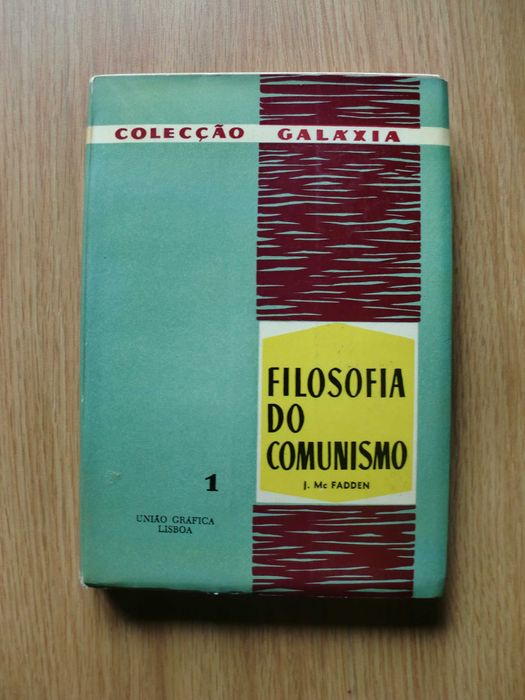 COLECÇÃO GALÁXIA
FILOSOFIA
DO
COMUNISMO
J. Mc FADDEN
1
UNIÃO GRÁFICA
LISBOA